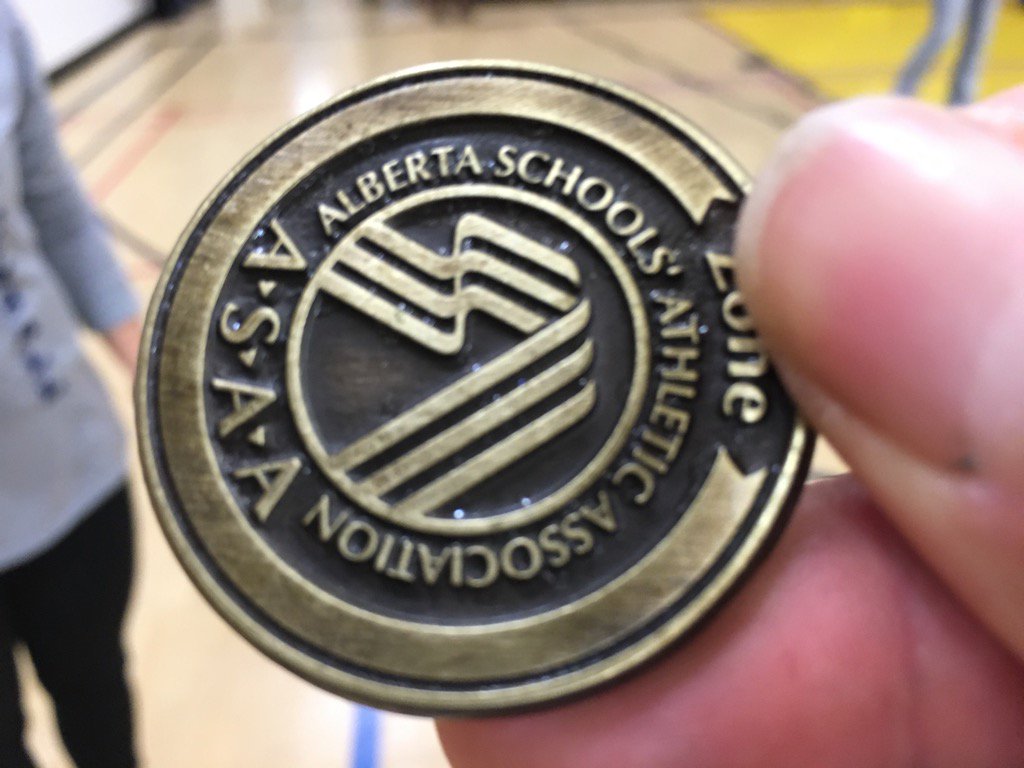 ALBERTA SCHOOLS' ATHLETIC ASSOCIATION
A·S·A·A
Zone